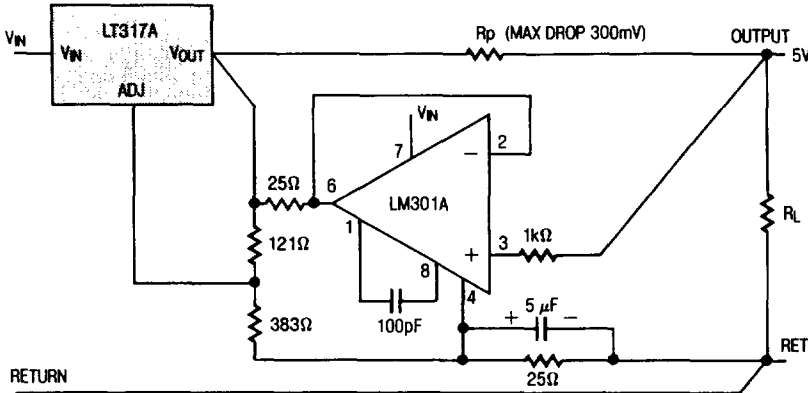 LT317A
VIN
VIN
VOUT
ADJ
Rp (MAX DROP 300mV)
OUTPUT
5V
VIN
7
2
−
25Ω
6
LM301A
RL
121Ω
1
8
+
3
1kΩ
4
100pF
+ 5 μF −
383Ω
25Ω
RET
RETURN